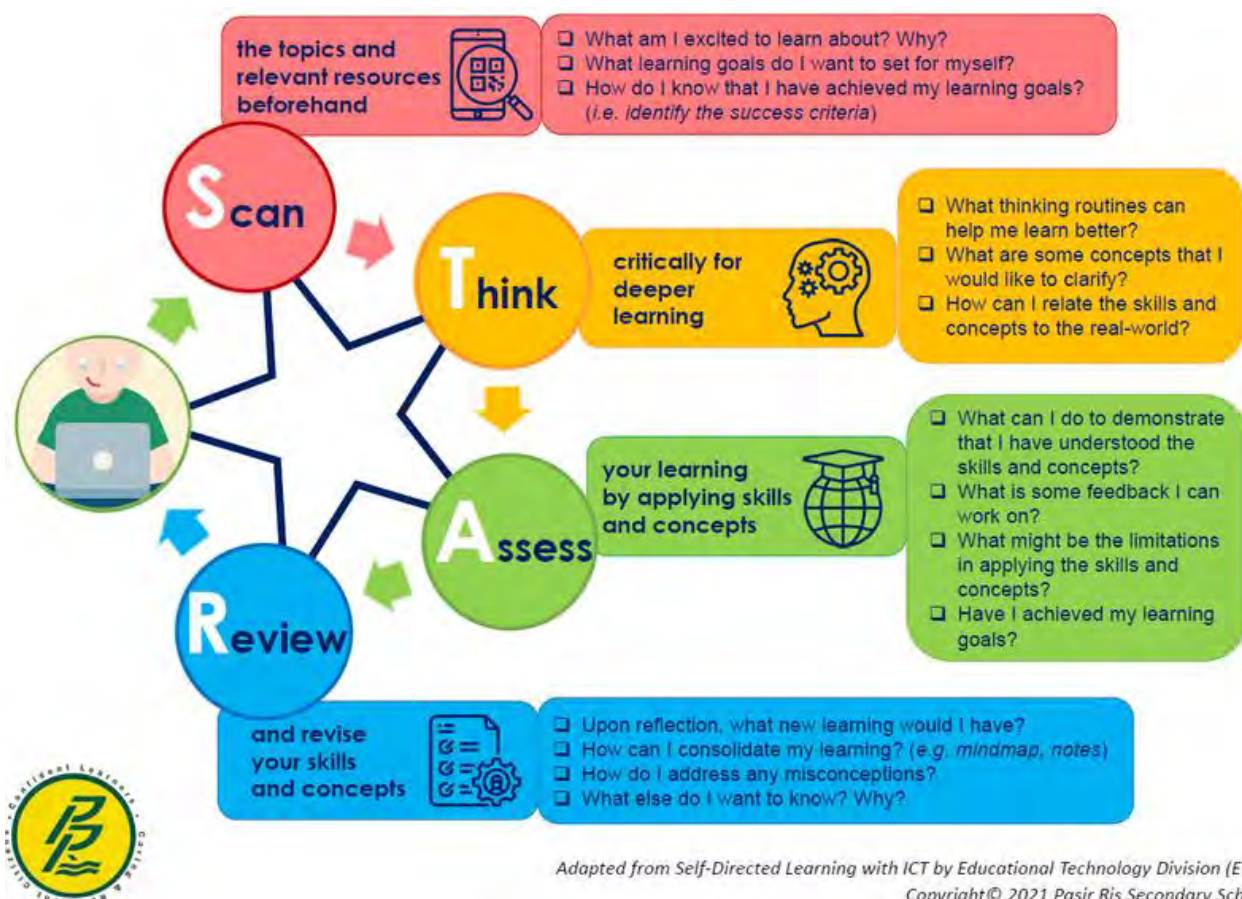 the topics and
relevant resources
beforehand
❑ What am I excited to learn about? Why?
❑ What learning goals do I want to set for myself?
❑ How do I know that I have achieved my learning goals?
(i.e. identify the success criteria)
Scan
Think
critically for
deeper
learning
❑ What thinking routines can
help me learn better?
❑ What are some concepts that I
would like to clarify?
❑ How can I relate the skills and
concepts to the real-world?
Assess
your learning
by applying skills
and concepts
❑ What can I do to demonstrate
that I have understood the
skills and concepts?
❑ What is some feedback I can
work on?
❑ What might be the limitations
in applying the skills and
concepts?
❑ Have I achieved my learning
goals?
Review
and revise
your skills
and concepts
❑ Upon reflection, what new learning would I have?
❑ How can I consolidate my learning? (e.g. mindmap, notes)
❑ How do I address any misconceptions?
❑ What else do I want to know? Why?
Confident Learners
Adapted from Self-Directed Learning with ICT by Educational Technology Division (E
Copyright© 2021 Pasir Ris Secondary Sch